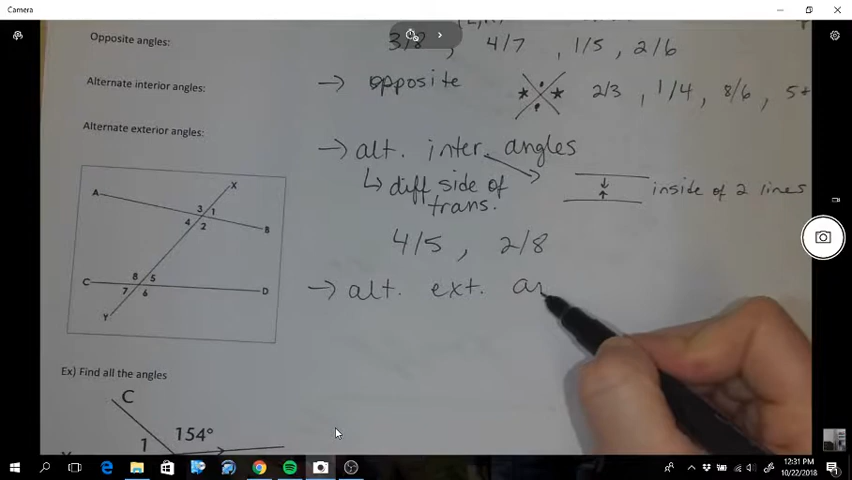 Camera
Opposite angles:
3/8, 4/7, 1/5, 2/6
→ opposite
2/3, 1/4, 8/6, 5
Alternate interior angles:
Alternate exterior angles:
→ alt. inter angles
↳ diff side of
trans.
inside of 2 lines
4/5, 2/8
→ alt. ext. an
A
X
3 1
4 2
B
8 5
C
7 6
D
Y
Ex) Find all the angles
C
154°
1
12:31 PM
10/22/2018